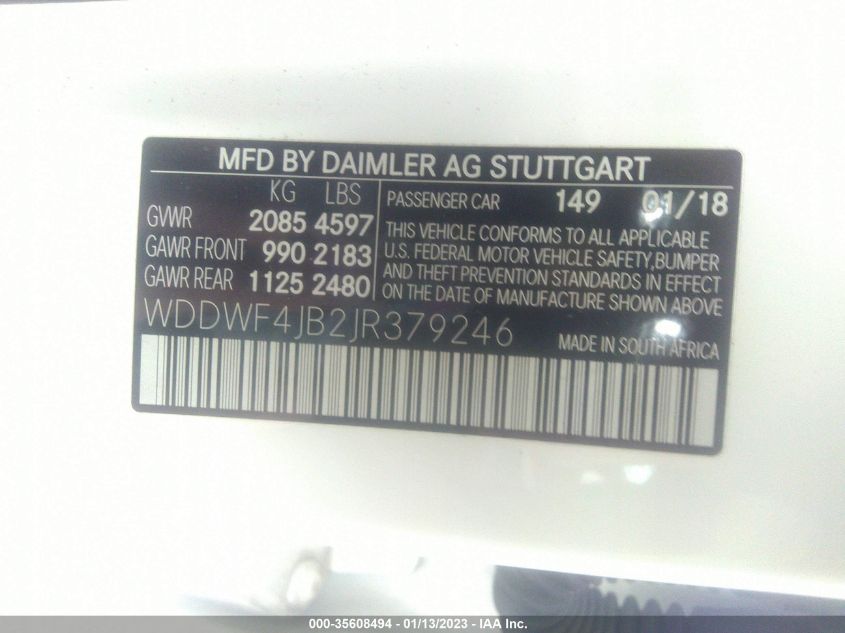 MFD BY DAIMLER AG STUTTGART
KG LBS
GVWR 2085 4597
GAWR FRONT 990 2183
GAWR REAR 1125 2480
PASSENGER CAR 149 01/18
THIS VEHICLE CONFORMS TO ALL APPLICABLE
U.S. FEDERAL MOTOR VEHICLE SAFETY,BUMPER
AND THEFT PREVENTION STANDARDS IN EFFECT
ON THE DATE OF MANUFACTURE SHOWN ABOVE
WDDWF4JB2JR379246
MADE IN SOUTH AFRICA
000-35608494 - 01/13/2023 - IAA Inc.